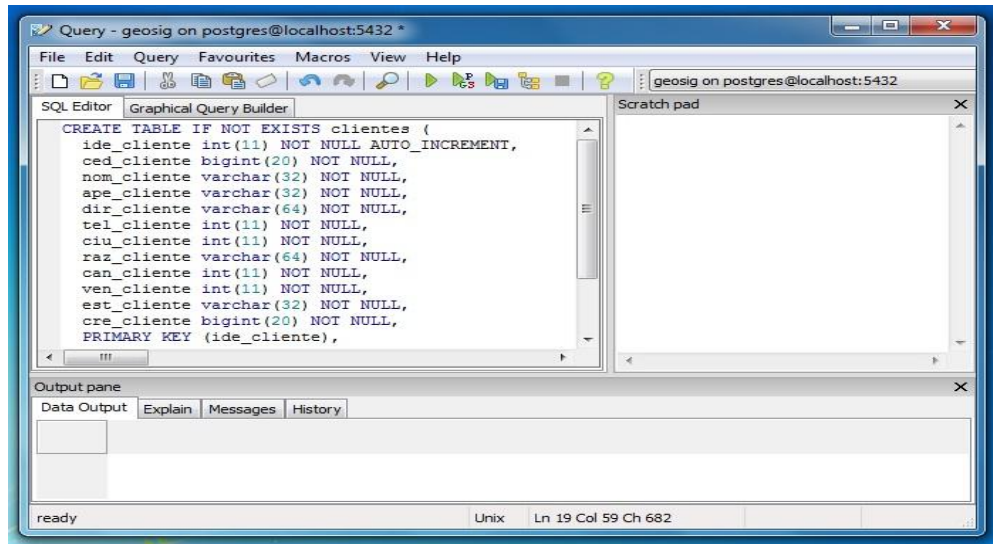 Query - geosig on postgres@localhost:5432 *
File Edit Query Favourites Macros View Help
geosig on postgres@localhost:5432
SQL Editor Graphical Query Builder
Scratch pad
CREATE TABLE IF NOT EXISTS clientes (
ide_cliente int(11) NOT NULL AUTO_INCREMENT,
ced_cliente bigint(20) NOT NULL,
nom_cliente varchar(32) NOT NULL,
ape_cliente varchar(32) NOT NULL,
dir_cliente varchar(64) NOT NULL,
tel_cliente int(11) NOT NULL,
ciu_cliente int(11) NOT NULL,
raz_cliente varchar(64) NOT NULL,
can_cliente int(11) NOT NULL,
ven_cliente int(11) NOT NULL,
est_cliente varchar(32) NOT NULL,
cre_cliente bigint(20) NOT NULL,
PRIMARY KEY (ide_cliente),
Output pane
Data Output Explain Messages History
ready Unix Ln 19 Col 59 Ch 682